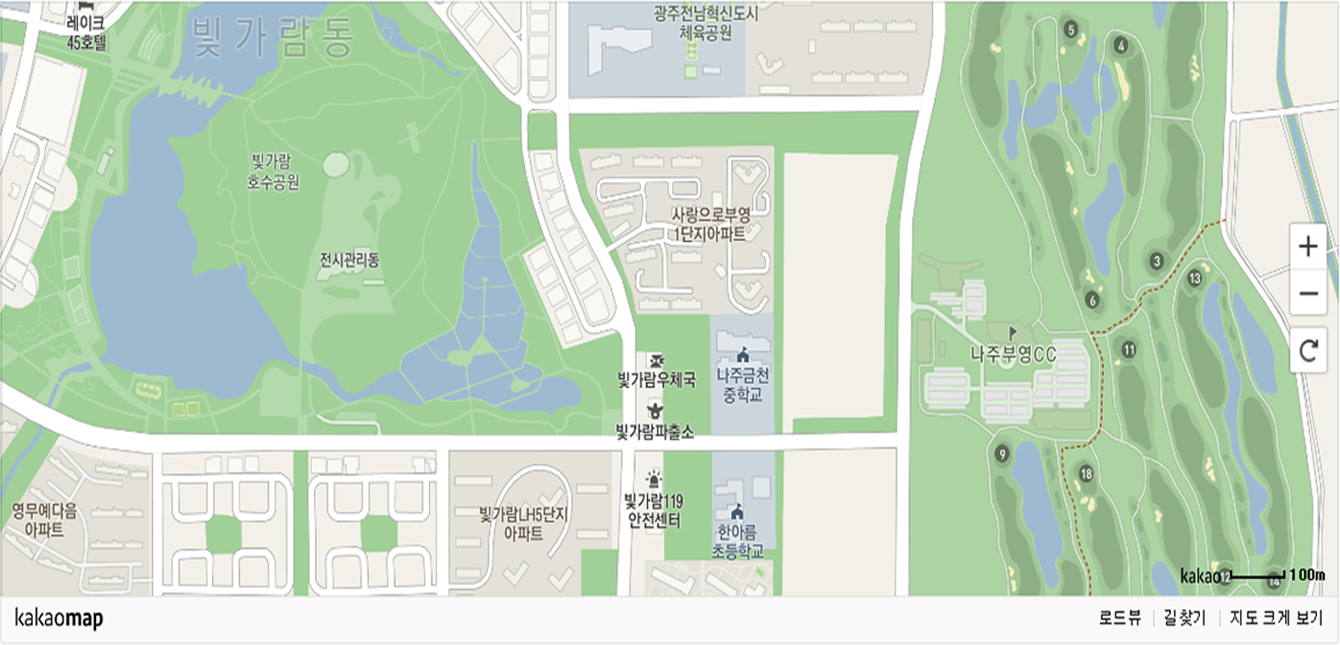 레이크
45호텔
빛가람동
광주전남혁신도시
체육공원
5
4
빛가람
호수공원
사랑으로부영
1단지아파트
전시관리동
3
13
6
11
나주부영CC
빛가람우체국
나주금천
중학교
빛가람파출소
9
18
영무예다음
아파트
빛가람LH5단지
아파트
빛가람119
안전센터
한아름
초등학교
12
14
kakao
100m
kakaomap
로드뷰
길찾기
지도 크게 보기